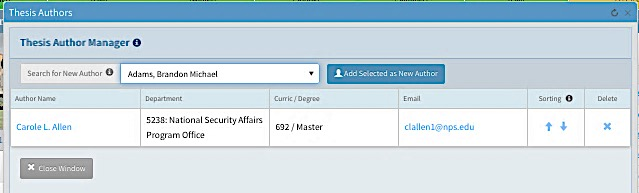 Thesis Authors
Thesis Author Manager
Search for New Author
Adams, Brandon Michael
Add Selected as New Author
Author Name Department Curric / Degree Email Sorting Delete
Carole L. Allen 5238: National Security Affairs Program Office 692 / Master clallen1@nps.edu
Close Window